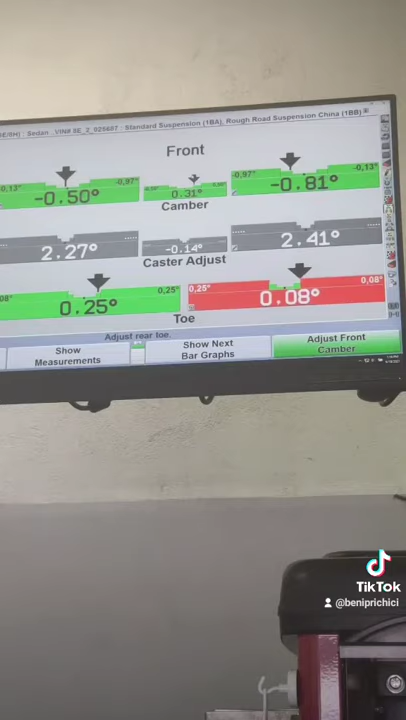 Sedan ..VIN# 8E_2_025687 : Standard Suspension (1BA), Rough Road Suspension China (1BB)
Front
-0,97° -0,97° -0,13°
-0.50° 0.31° -0.81°
Camber
2.27° -0.14° 2.41°
Caster Adjust
0,25° 0,25° 0,08°
0.25° 0.08°
Toe
Adjust rear toe.
Show Measurements
Show Next Bar Graphs
Adjust Front Camber
TikTok
@beniprichici